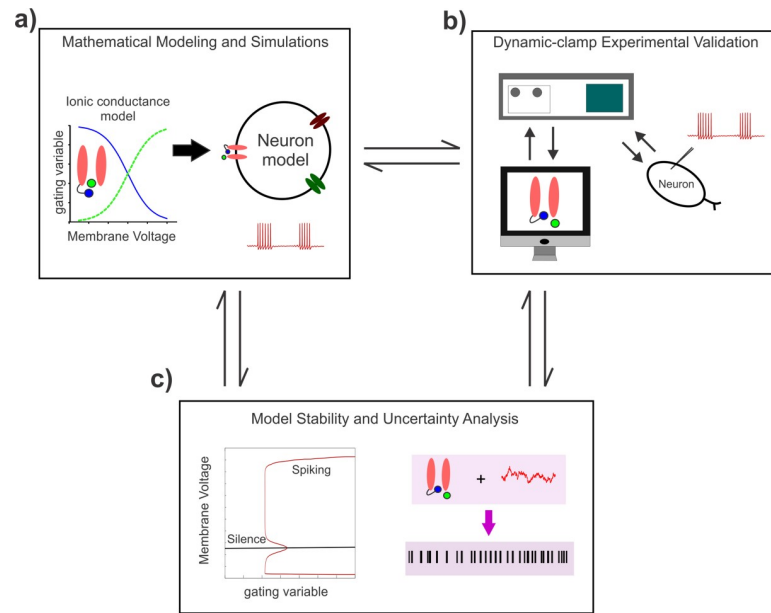 a)
Mathematical Modeling and Simulations
Ionic conductance
model
gating variable
Membrane Voltage
Neuron
model
b)
Dynamic-clamp Experimental Validation
Neuron
c)
Model Stability and Uncertainty Analysis
Membrane Voltage
Spiking
Silence
gating variable
+